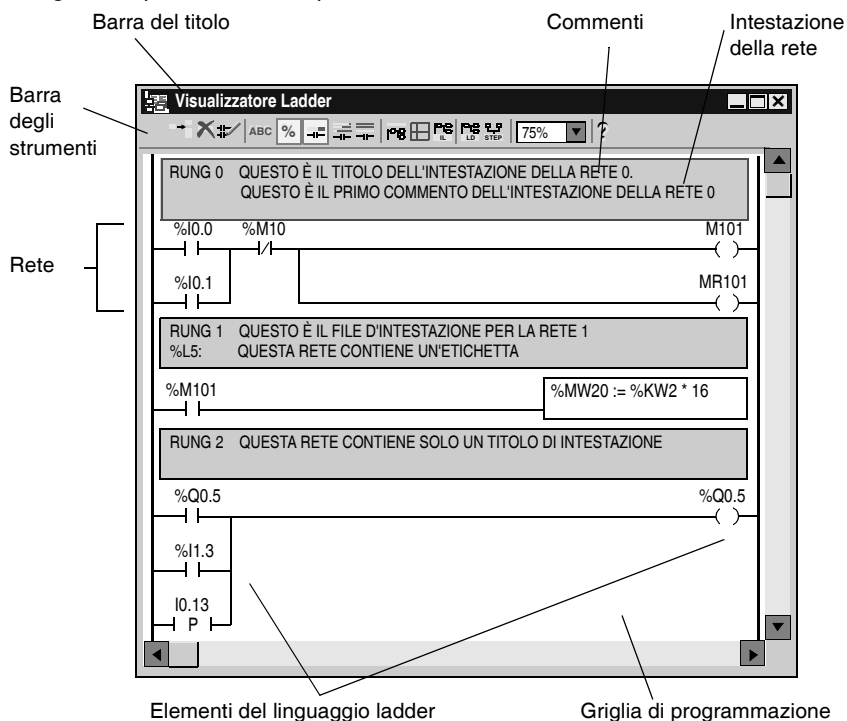 Barra del titolo
Commenti
Intestazione
della rete
Barra
degli
strumenti
Visualizzatore Ladder
ABC % IL LD STEP 75% ?
RUNG 0 QUESTO È IL TITOLO DELL'INTESTAZIONE DELLA RETE 0.
QUESTO È IL PRIMO COMMENTO DELL'INTESTAZIONE DELLA RETE 0
%I0.0 %M10 M101
Rete
%I0.1 MR101
RUNG 1 QUESTO È IL FILE D'INTESTAZIONE PER LA RETE 1
%L5: QUESTA RETE CONTIENE UN'ETICHETTA
%M101 %MW20 := %KW2 * 16
RUNG 2 QUESTA RETE CONTIENE SOLO UN TITOLO DI INTESTAZIONE
%Q0.5 %Q0.5
%I1.3
I0.13
P
Elementi del linguaggio ladder
Griglia di programmazione